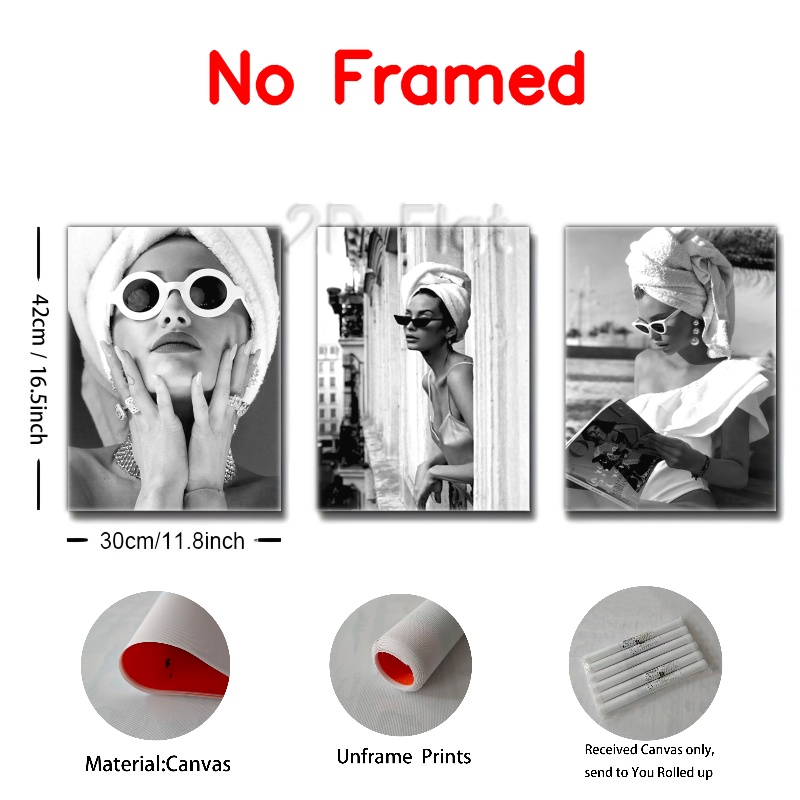 No Framed
2P Flat
42cm / 16.5inch
30cm/11.8inch
Material:Canvas
Unframe Prints
Received Canvas only,
send to You Rolled up